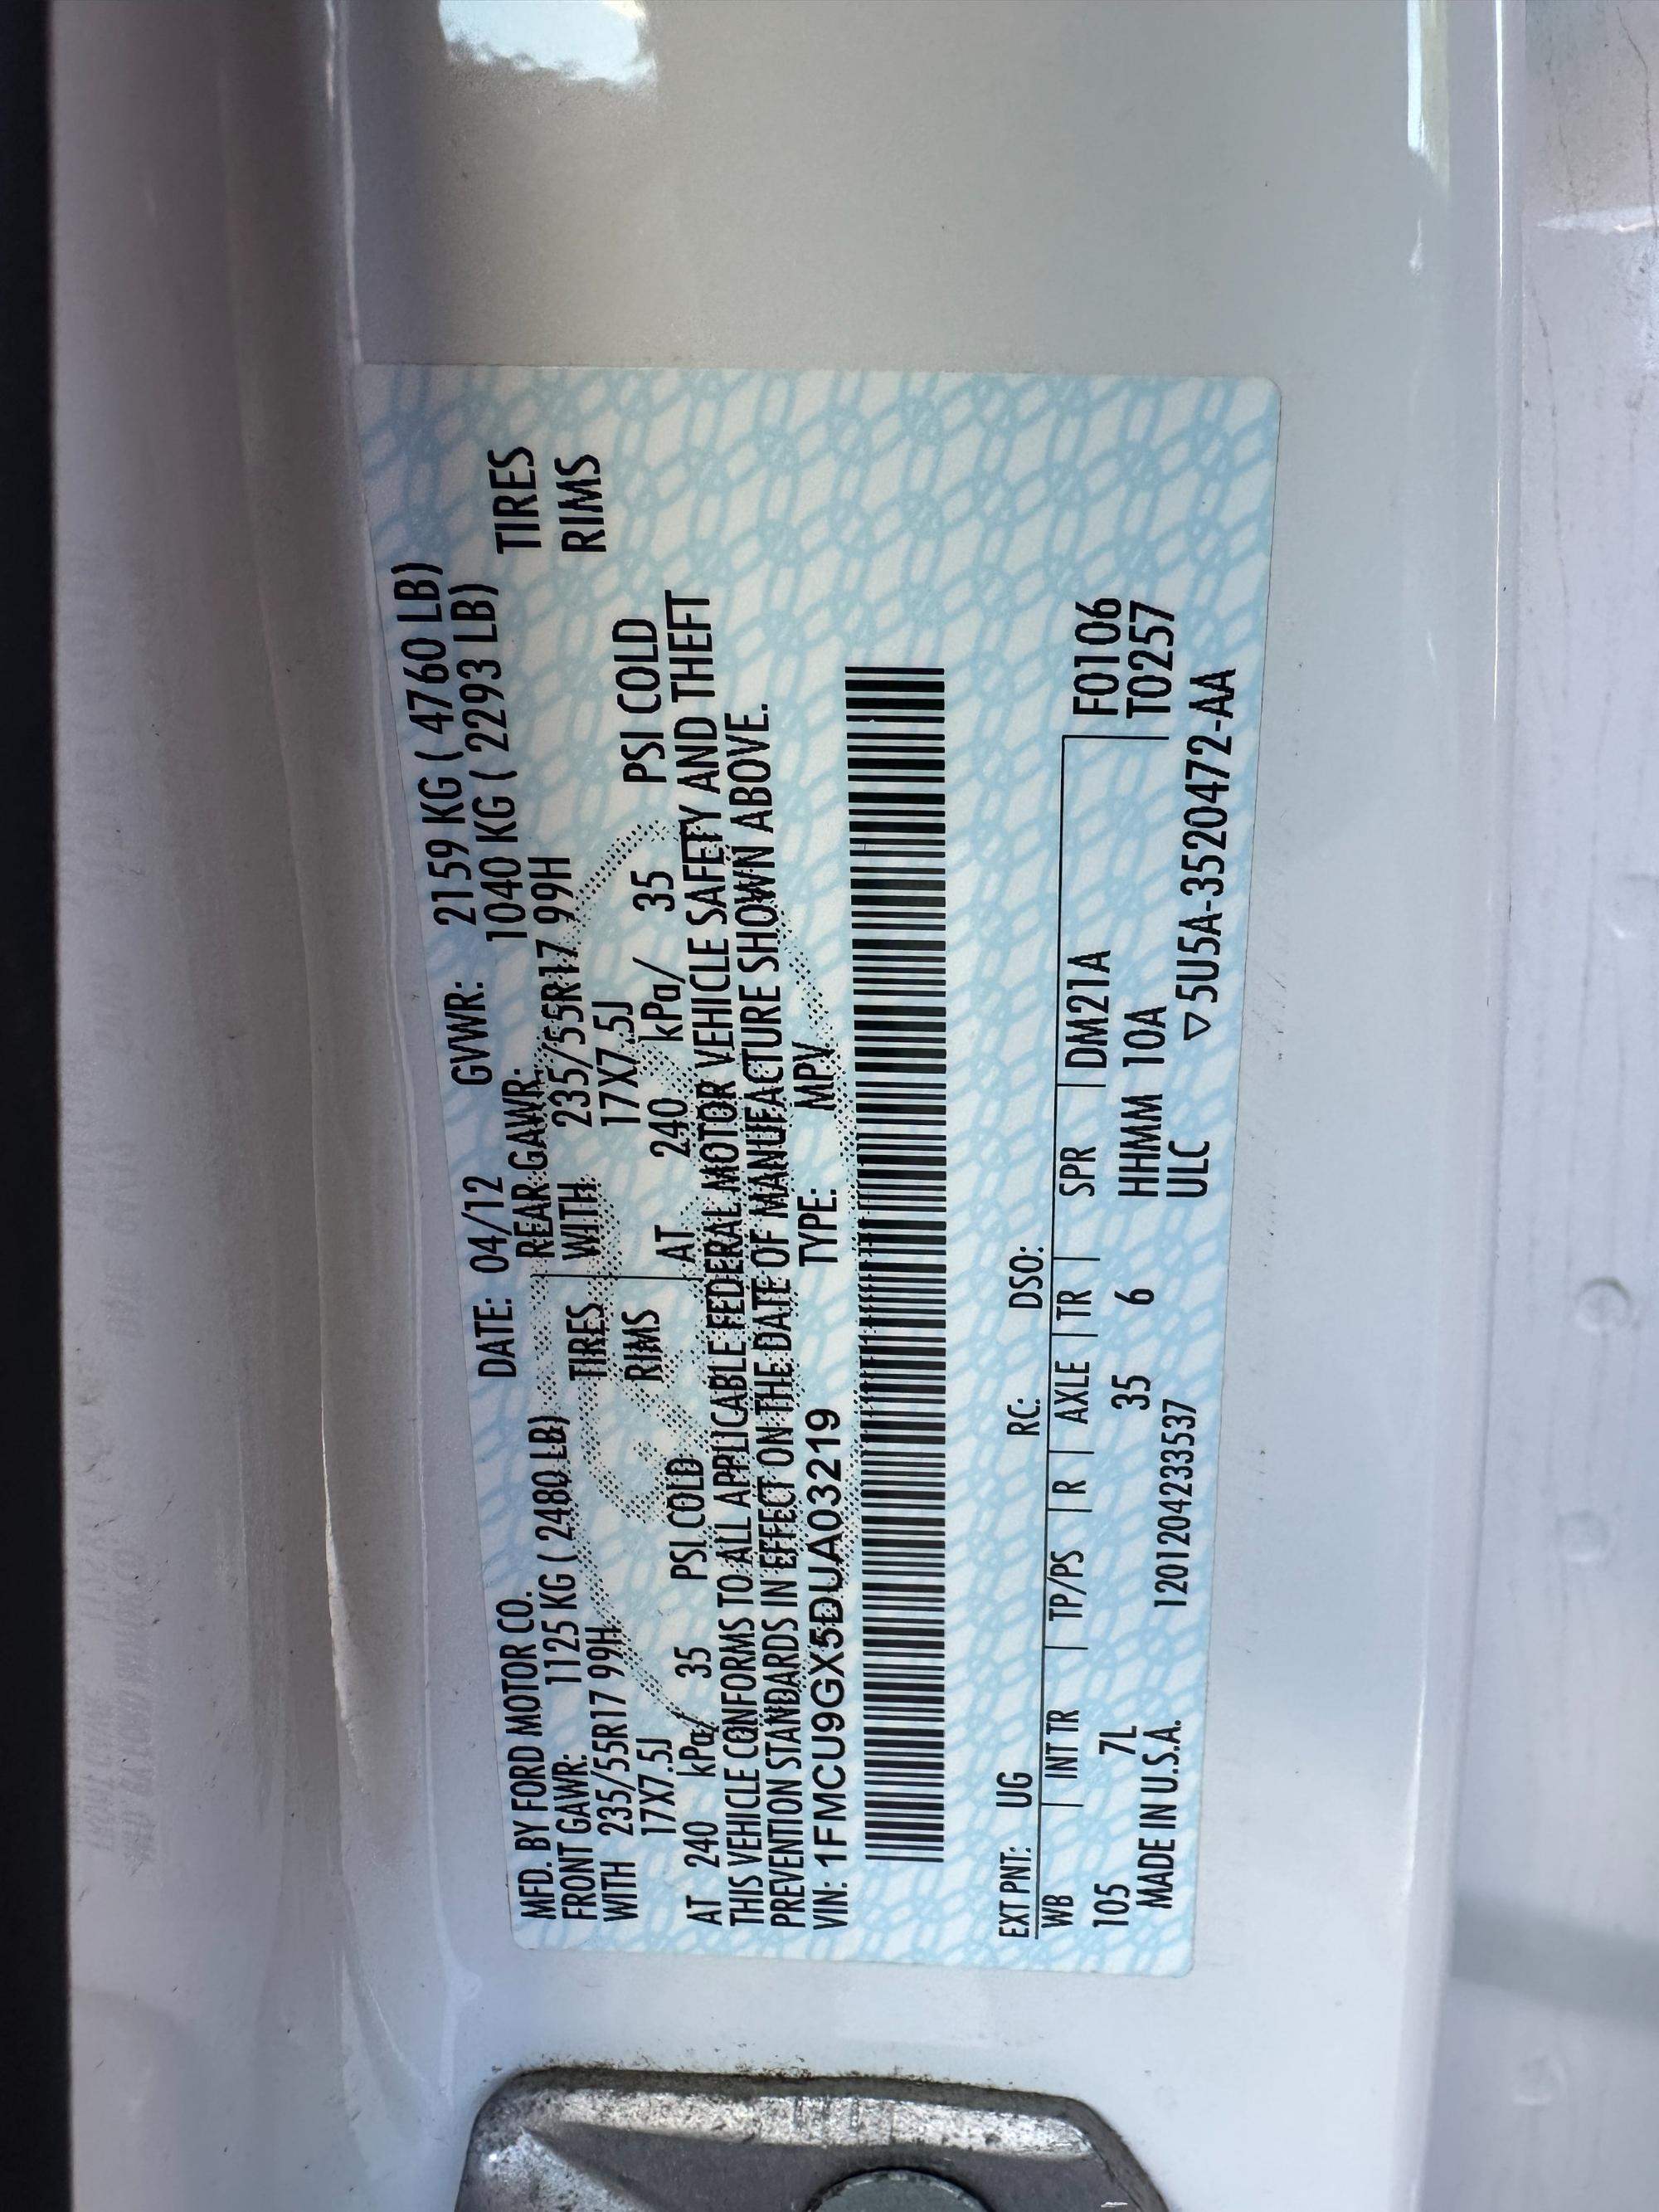 MFD. BY FORD MOTOR CO. DATE: 04/12 GVWR: 2159 KG ( 4760 LB)
FRONT GAWR: 1125 KG ( 2480 LB) REAR GAWR: 1040 KG ( 2293 LB)
WITH 235/55R17 99H TIRES WITH 235/55R17 99H TIRES
17X7.5J RIMS 17X7.5J RIMS
AT 240 kPa/ 35 PSI COLD AT 240 kPa/ 35 PSI COLD
THIS VEHICLE CONFORMS TO ALL APPLICABLE FEDERAL MOTOR VEHICLE SAFETY AND THEFT
PREVENTION STANDARDS IN EFFECT ON THE DATE OF MANUFACTURE SHOWN ABOVE.
VIN: 1FMCU9GX5DUA03219 TYPE: MPV
EXT PNT: UG RC: DSO:
WB | INT TR | TP/PS | R | AXLE | TR | SPR | DM21A F0106
105 7L 35 6 HHMM 10A T0257
MADE IN U.S.A. 120120423353​7 ULC ▽5U5A-3520472-AA